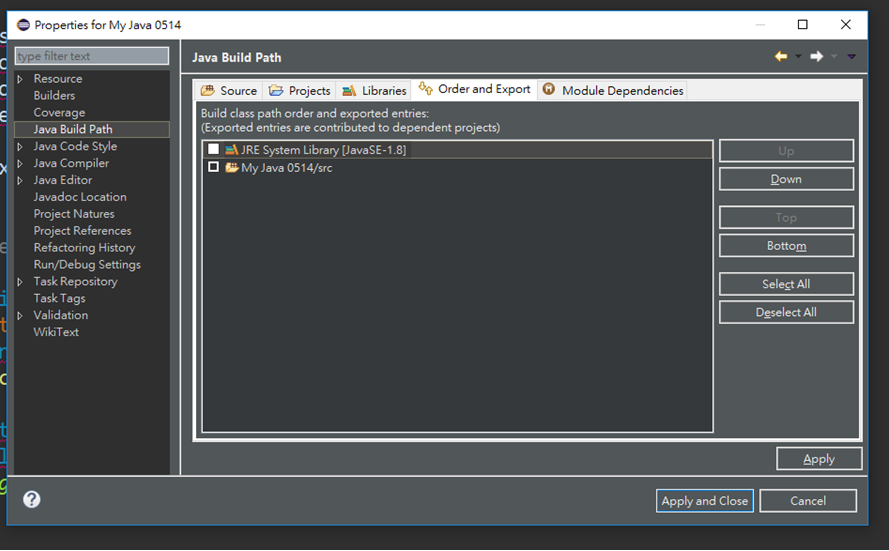 Properties for My Java 0514
type filter text
Resource
Builders
Coverage
Java Build Path
Java Code Style
Java Compiler
Java Editor
Javadoc Location
Project Natures
Project References
Refactoring History
Run/Debug Settings
Task Repository
Task Tags
Validation
WikiText
Java Build Path
Source Projects Libraries Order and Export Module Dependencies
Build class path order and exported entries:
(Exported entries are contributed to dependent projects)
JRE System Library [JavaSE-1.8]
My Java 0514/src
Up
Down
Top
Bottom
Select All
Deselect All
Apply
Apply and Close Cancel